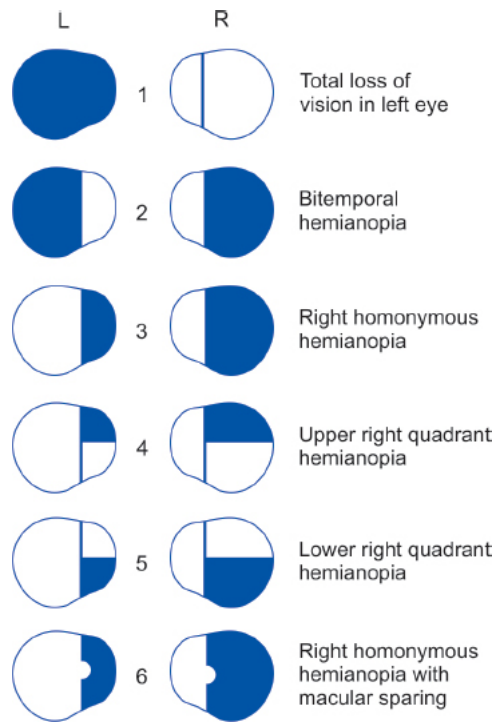 L R
1 Total loss of
vision in left eye
2 Bitemporal
hemianopia
3 Right homonymous
hemianopia
4 Upper right quadrant
hemianopia
5 Lower right quadrant
hemianopia
6 Right homonymous
hemianopia with
macular sparing